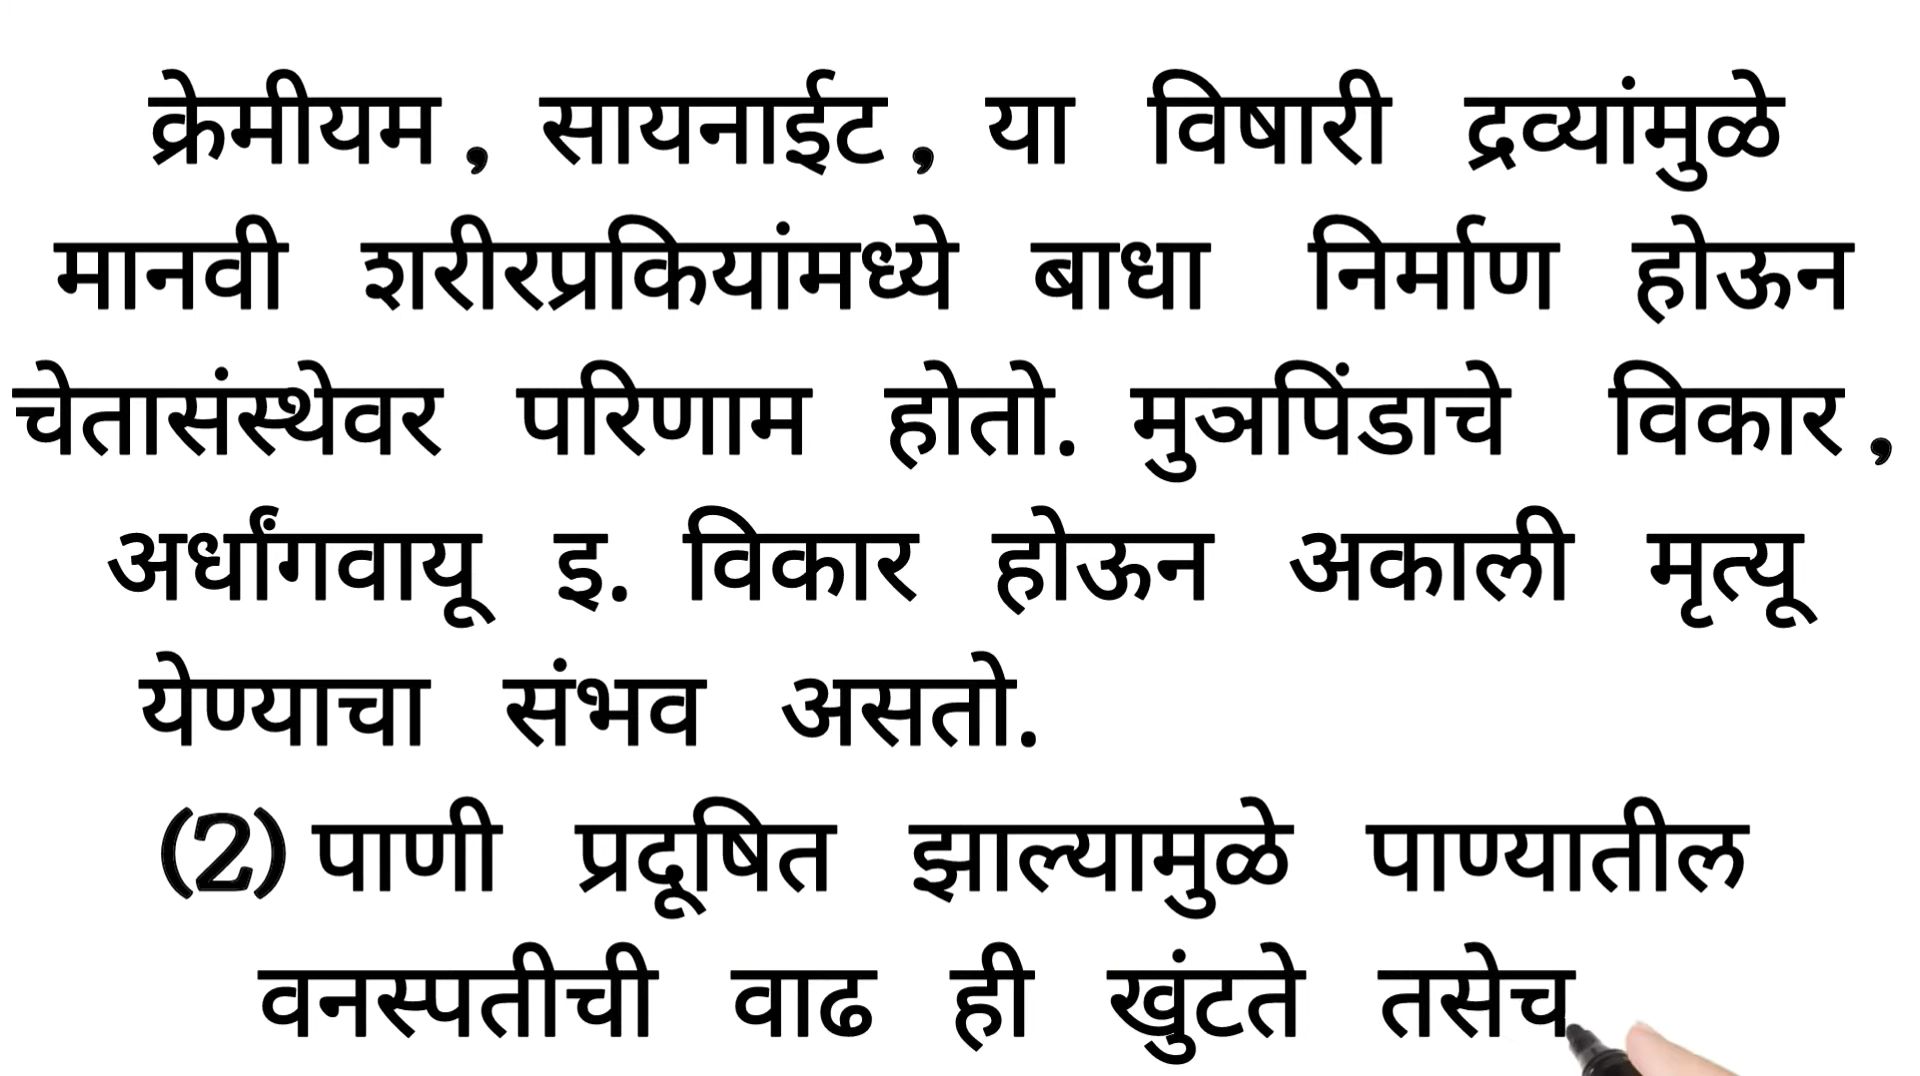 क्रेमीयम, सायनाईट, या विषारी द्रव्यांमुळे
मानवी शरीरप्रकियांमध्ये बाधा निर्माण होऊन
चेतासंस्थेवर परिणाम होतो. मुञपिंडाचे विकार,
अर्धांगवायू इ. विकार होऊन अकाली मृत्यू
येण्याचा संभव असतो.
(2) पाणी प्रदूषित झाल्यामुळे पाण्यातील
वनस्पतीची वाढ ही खुंटते तसेच